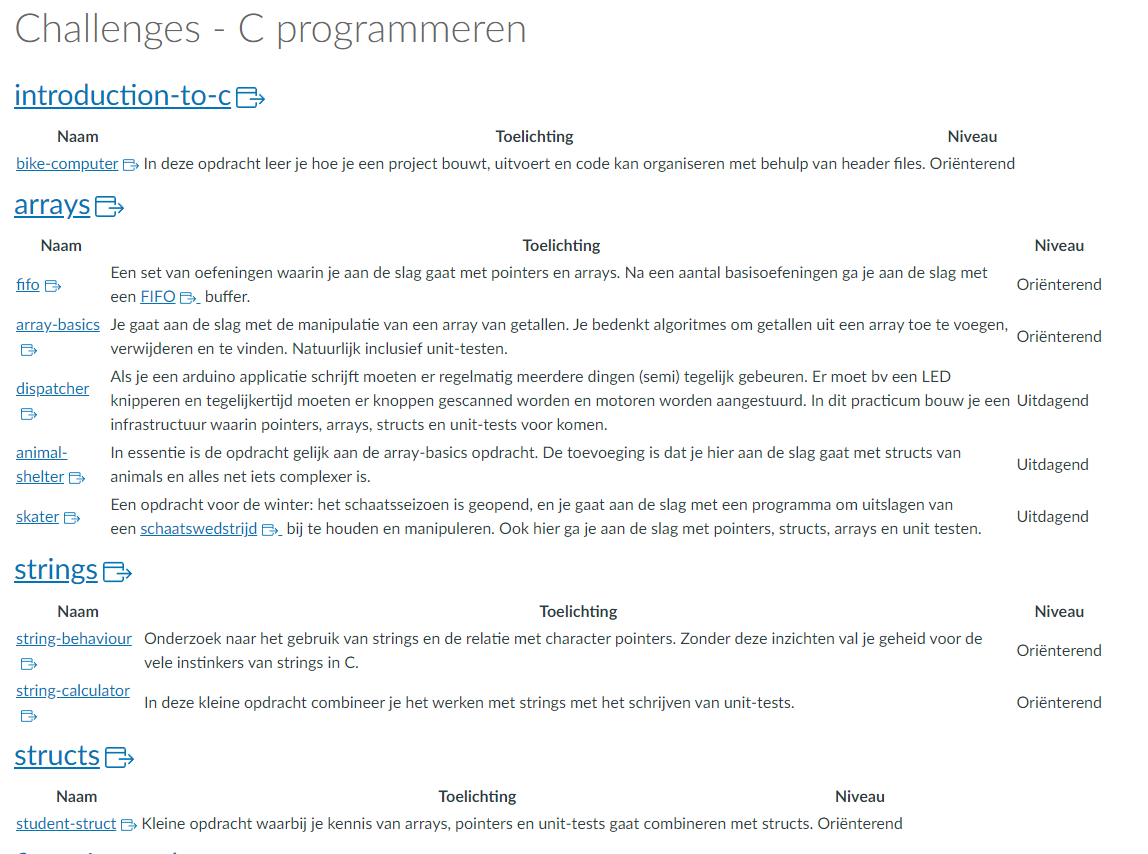 Challenges - C programmeren
introduction-to-c
Naam Toelichting Niveau
bike-computer In deze opdracht leer je hoe je een project bouwt, uitvoert en code kan organiseren met behulp van header files. Oriënterend
arrays
Naam Toelichting Niveau
fifo Een set van oefeningen waarin je aan de slag gaat met pointers en arrays. Na een aantal basisoefeningen ga je aan de slag met
een FIFO buffer. Oriënterend
array-basics Je gaat aan de slag met de manipulatie van een array van getallen. Je bedenkt algoritmes om getallen uit een array toe te voegen,
verwijderen en te vinden. Natuurlijk inclusief unit-testen. Oriënterend
dispatcher Als je een arduino applicatie schrijft moeten er regelmatig meerdere dingen (semi) tegelijk gebeuren. Er moet bv een LED
knipperen en tegelijkertijd moeten er knoppen gescanned worden en motoren worden aangestuurd. In dit practicum bouw je een Uitdagend
infrastructuur waarin pointers, arrays, structs en unit-tests voor komen.
animal- In essentie is de opdracht gelijk aan de array-basics opdracht. De toevoeging is dat je hier aan de slag gaat met structs van
shelter animals en alles net iets complexer is. Uitdagend
skater Een opdracht voor de winter: het schaatsseizoen is geopend, en je gaat aan de slag met een programma om uitslagen van
een schaatswedstrijd bij te houden en manipuleren. Ook hier ga je aan de slag met pointers, structs, arrays en unit testen. Uitdagend
strings
Naam Toelichting Niveau
string-behaviour Onderzoek naar het gebruik van strings en de relatie met character pointers. Zonder deze inzichten val je geheid voor de
vele instinkers van strings in C. Oriënterend
string-calculator In deze kleine opdracht combineer je het werken met strings met het schrijven van unit-tests. Oriënterend
structs
Naam Toelichting Niveau
student-struct Kleine opdracht waarbij je kennis van arrays, pointers en unit-tests gaat combineren met structs. Oriënterend